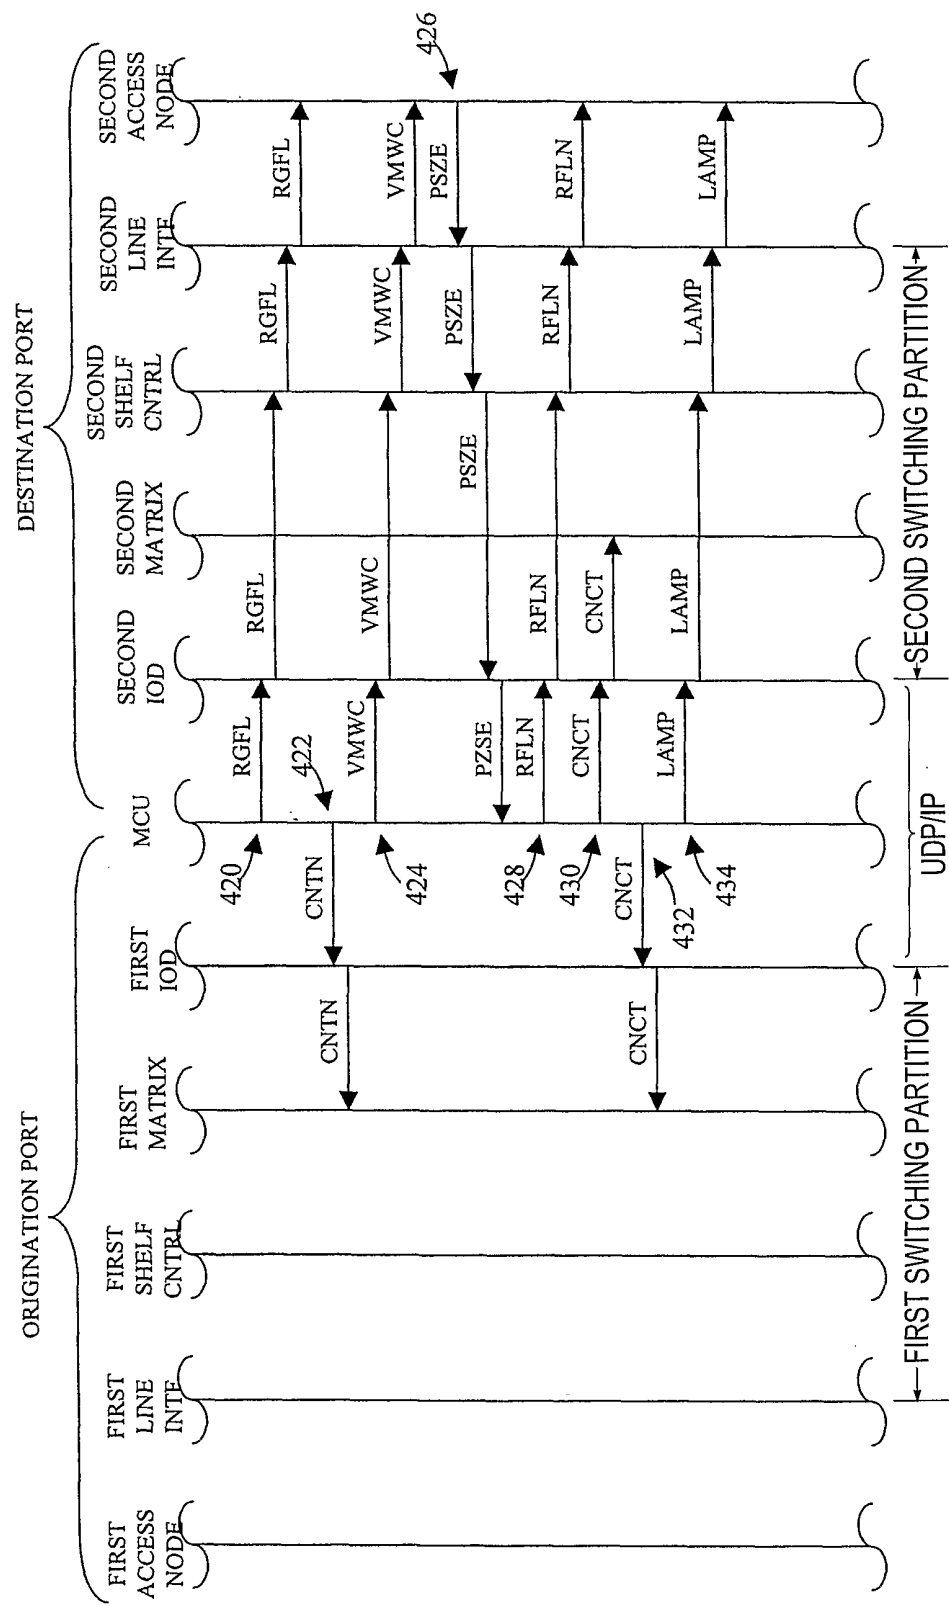 ORIGINATION PORT
DESTINATION PORT
FIRST
ACCESS
NODE
FIRST
LINE
INTF
FIRST
SHELF
CNTRL
FIRST
MATRIX
FIRST
IOD
MCU
SECOND
IOD
SECOND
MATRIX
SECOND
SHELF
CNTRL
SECOND
LINE
INTF
SECOND
ACCESS
NODE
420
RGFL
RGFL
RGFL
RGFL
422
CNTN
CNTN
424
VMWC
VMWC
VMWC
VMWC
426
PSZE
PSZE
PSZE
PZSE
428
RFLN
RFLN
RFLN
RFLN
430
CNCT
CNCT
432
CNCT
CNCT
434
LAMP
LAMP
LAMP
LAMP
FIRST SWITCHING PARTITION
UDP/IP
SECOND SWITCHING PARTITION